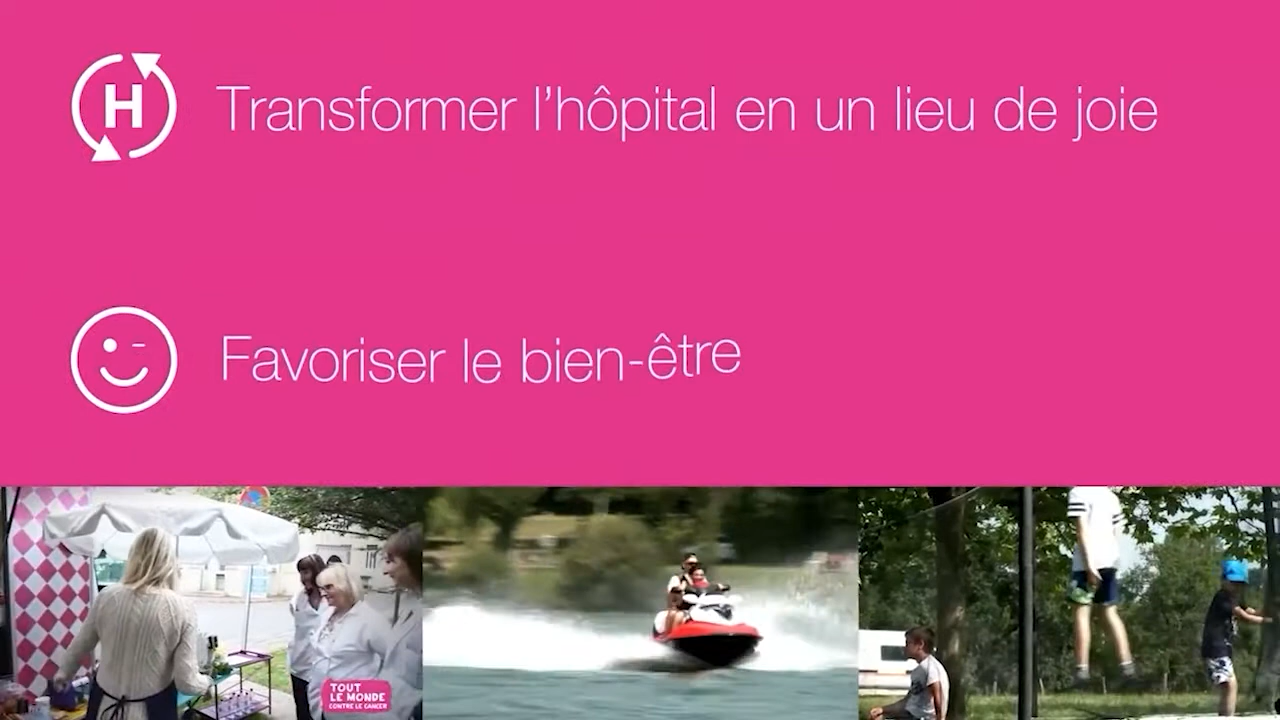 H
Transformer l’hôpital en un lieu de joie
Favoriser le bien-être
TOUT
LE MONDE
CONTRE LE CANCER